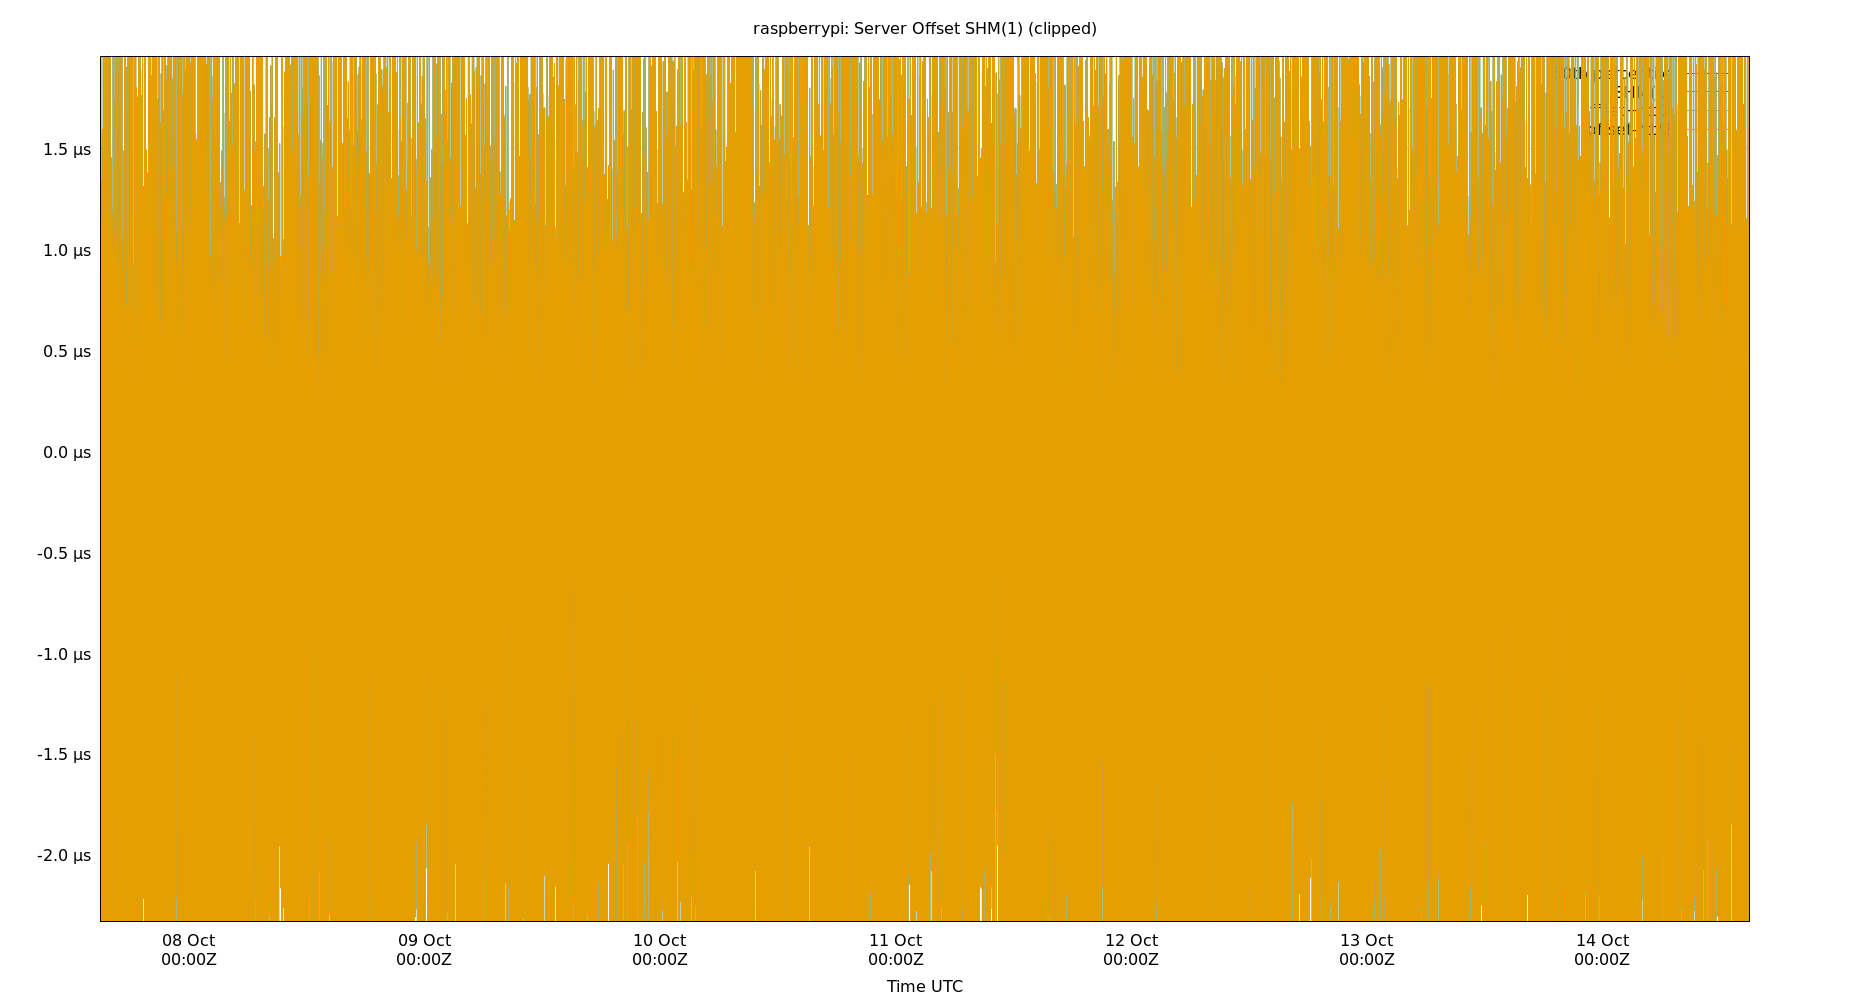 raspberrypi: Server Offset SHM(1) (clipped)
1.5 µs
1.0 µs
0.5 µs
0.0 µs
-0.5 µs
-1.0 µs
-1.5 µs
-2.0 µs
08 Oct 09 Oct 10 Oct 11 Oct 12 Oct 13 Oct 14 Oct
00:00Z 00:00Z 00:00Z 00:00Z 00:00Z 00:00Z 00:00Z
Time UTC